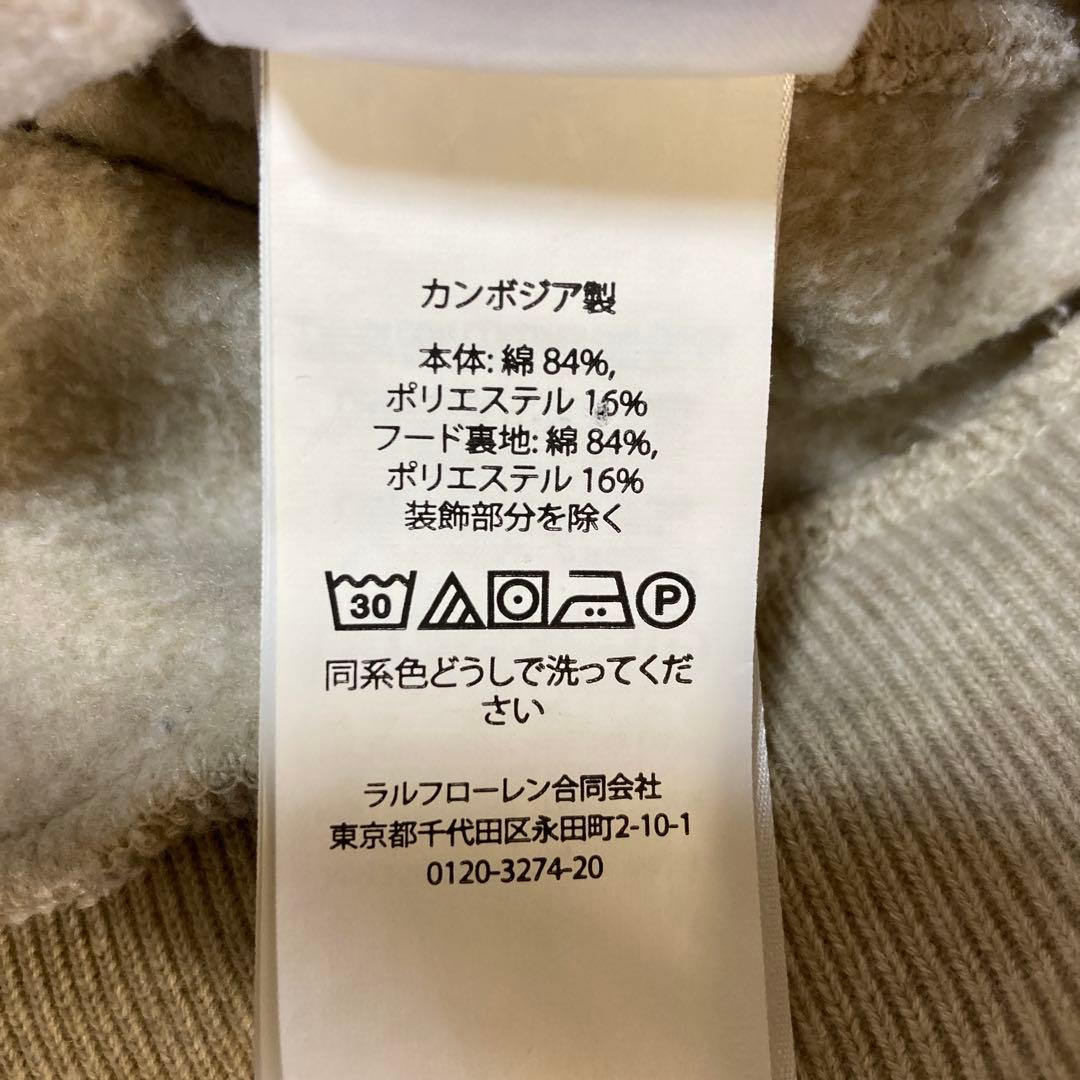 カンボジア製
本体: 綿 84%,
ポリエステル 16%
フード裏地: 綿 84%,
ポリエステル 16%
装飾部分を除く
30 P
同系色どうしで洗ってくだ
さい
ラルフローレン合同会社
東京都千代田区永田町2-10-1
0120-3274-20